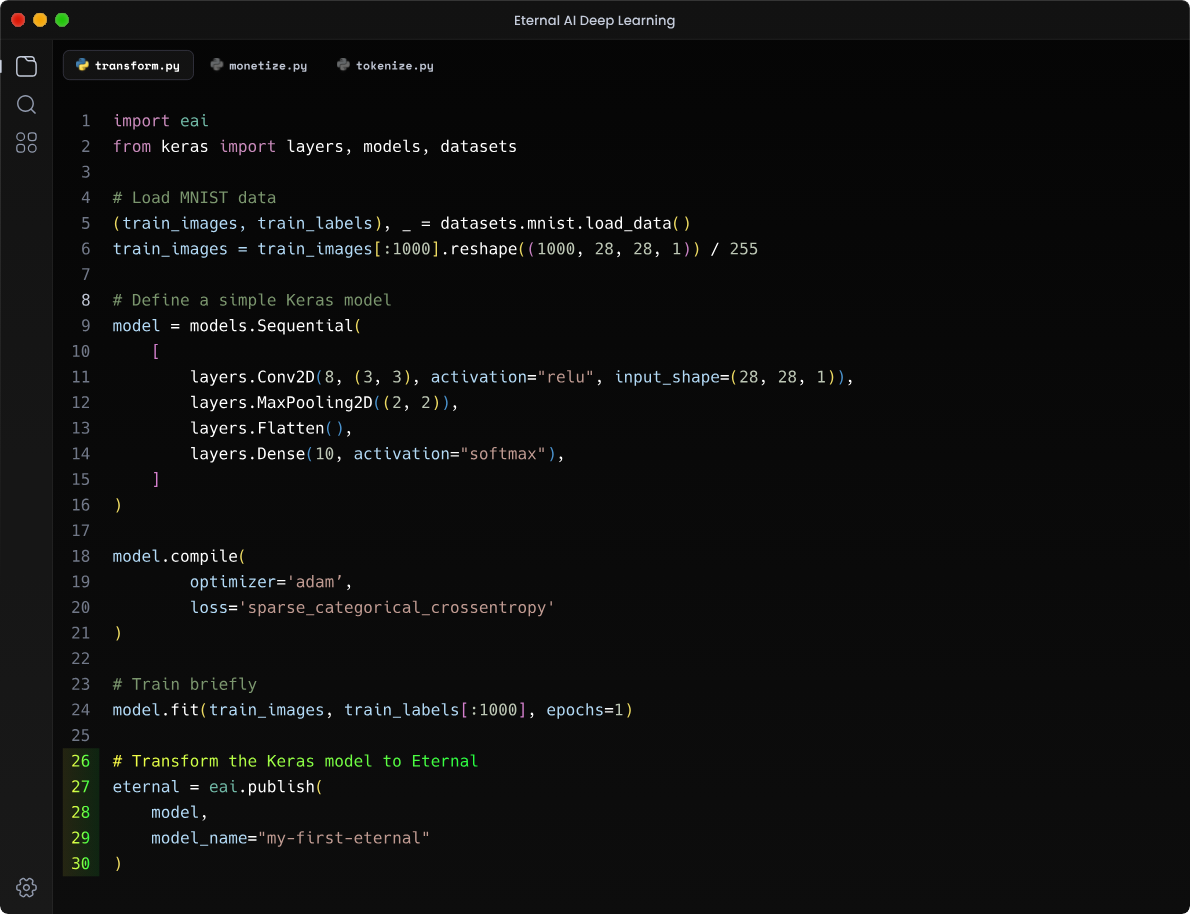 Eternal AI Deep Learning
transform.py monetize.py tokenize.py
1 import eai
2 from keras import layers, models, datasets
3
4 # Load MNIST data
5 (train_images, train_labels), _ = datasets.mnist.load_data()
6 train_images = train_images[:1000].reshape((1000, 28, 28, 1)) / 255
7
8 # Define a simple Keras model
9 model = models.Sequential(
10     [
11         layers.Conv2D(8, (3, 3), activation="relu", input_shape=(28, 28, 1)),
12         layers.MaxPooling2D((2, 2)),
13         layers.Flatten(),
14         layers.Dense(10, activation="softmax"),
15     ]
16 )
17
18 model.compile(
19         optimizer='adam’,
20         loss='sparse_categorical_crossentropy'
21 )
22
23 # Train briefly
24 model.fit(train_images, train_labels[:1000], epochs=1)
25
26 # Transform the Keras model to Eternal
27 eternal = eai.publish(
28     model,
29     model_name="my-first-eternal"
30 )